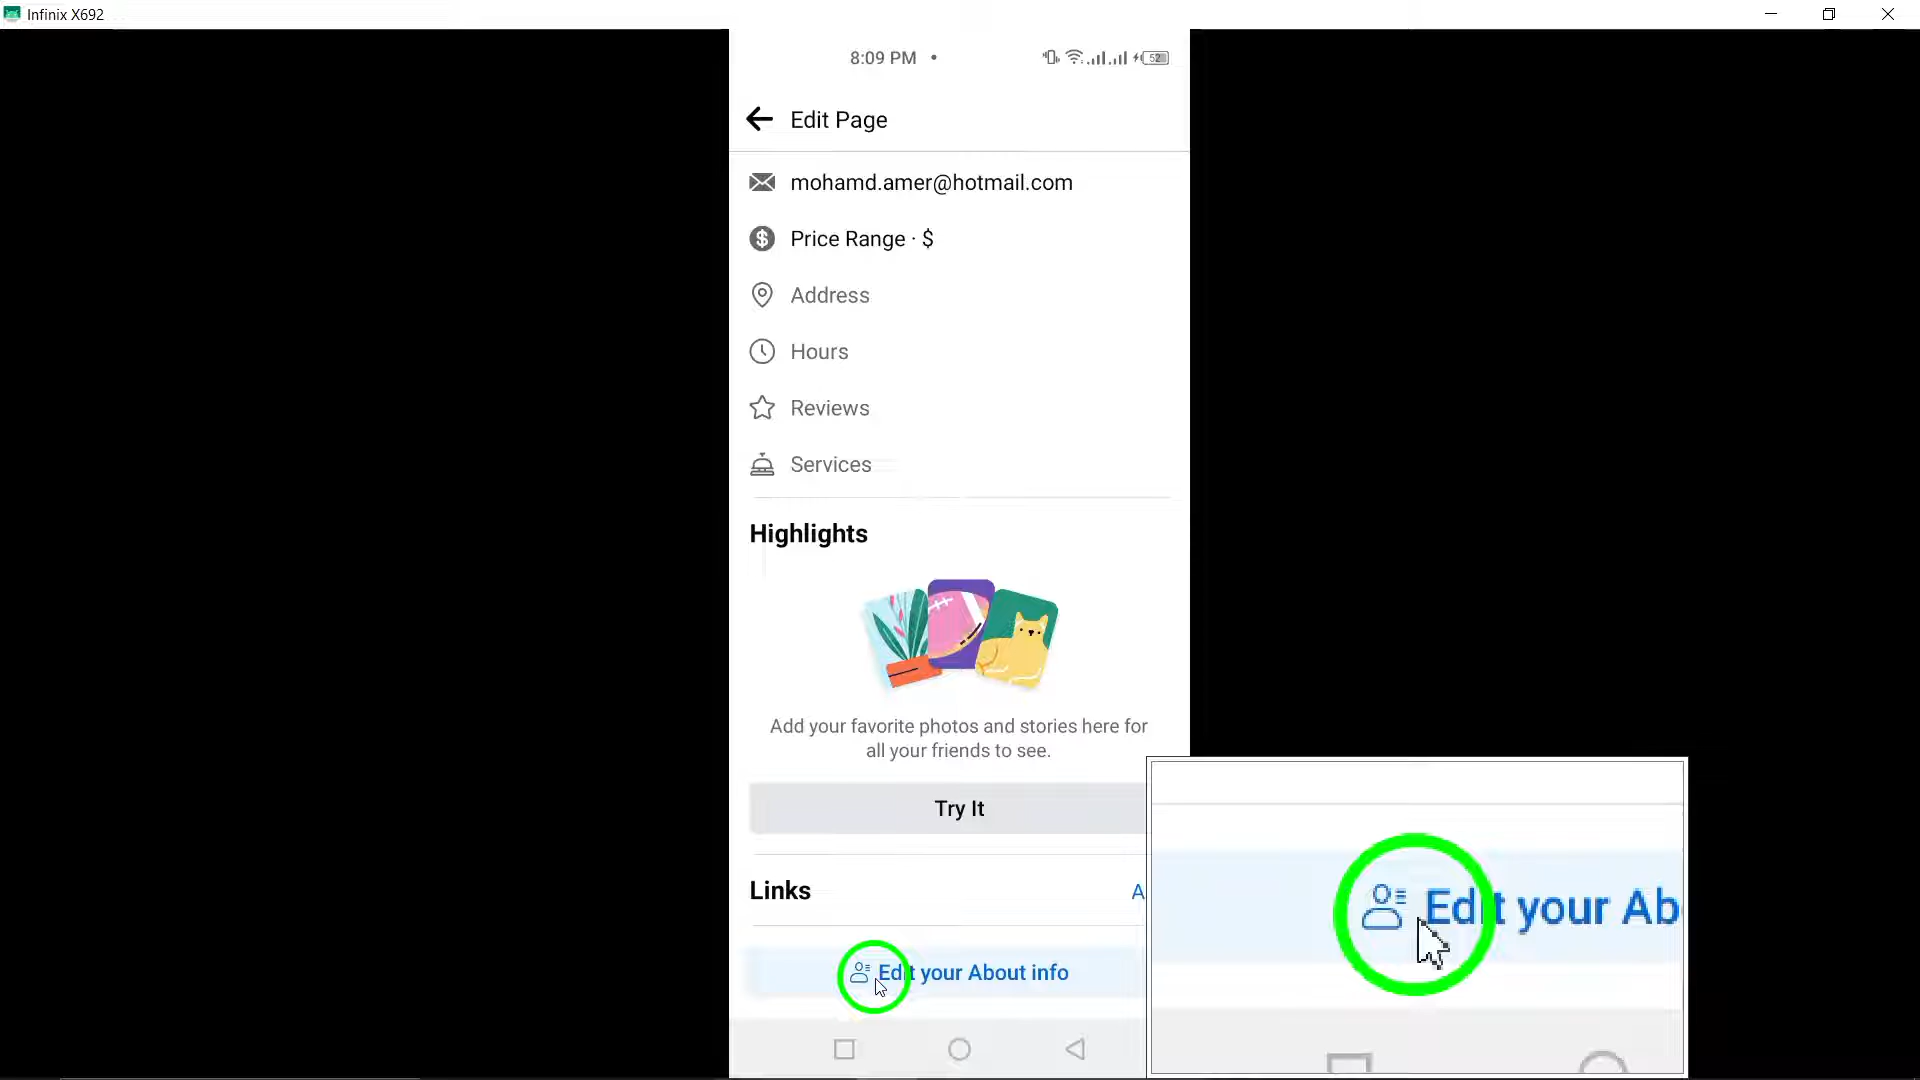 Infinix X692
8:09 PM
52
Edit Page
mohamd.amer@hotmail.com
Price Range · $
Address
Hours
Reviews
Services
Highlights
Add your favorite photos and stories here for
all your friends to see.
Try It
Links A
Edit your About info
Edit your Ab